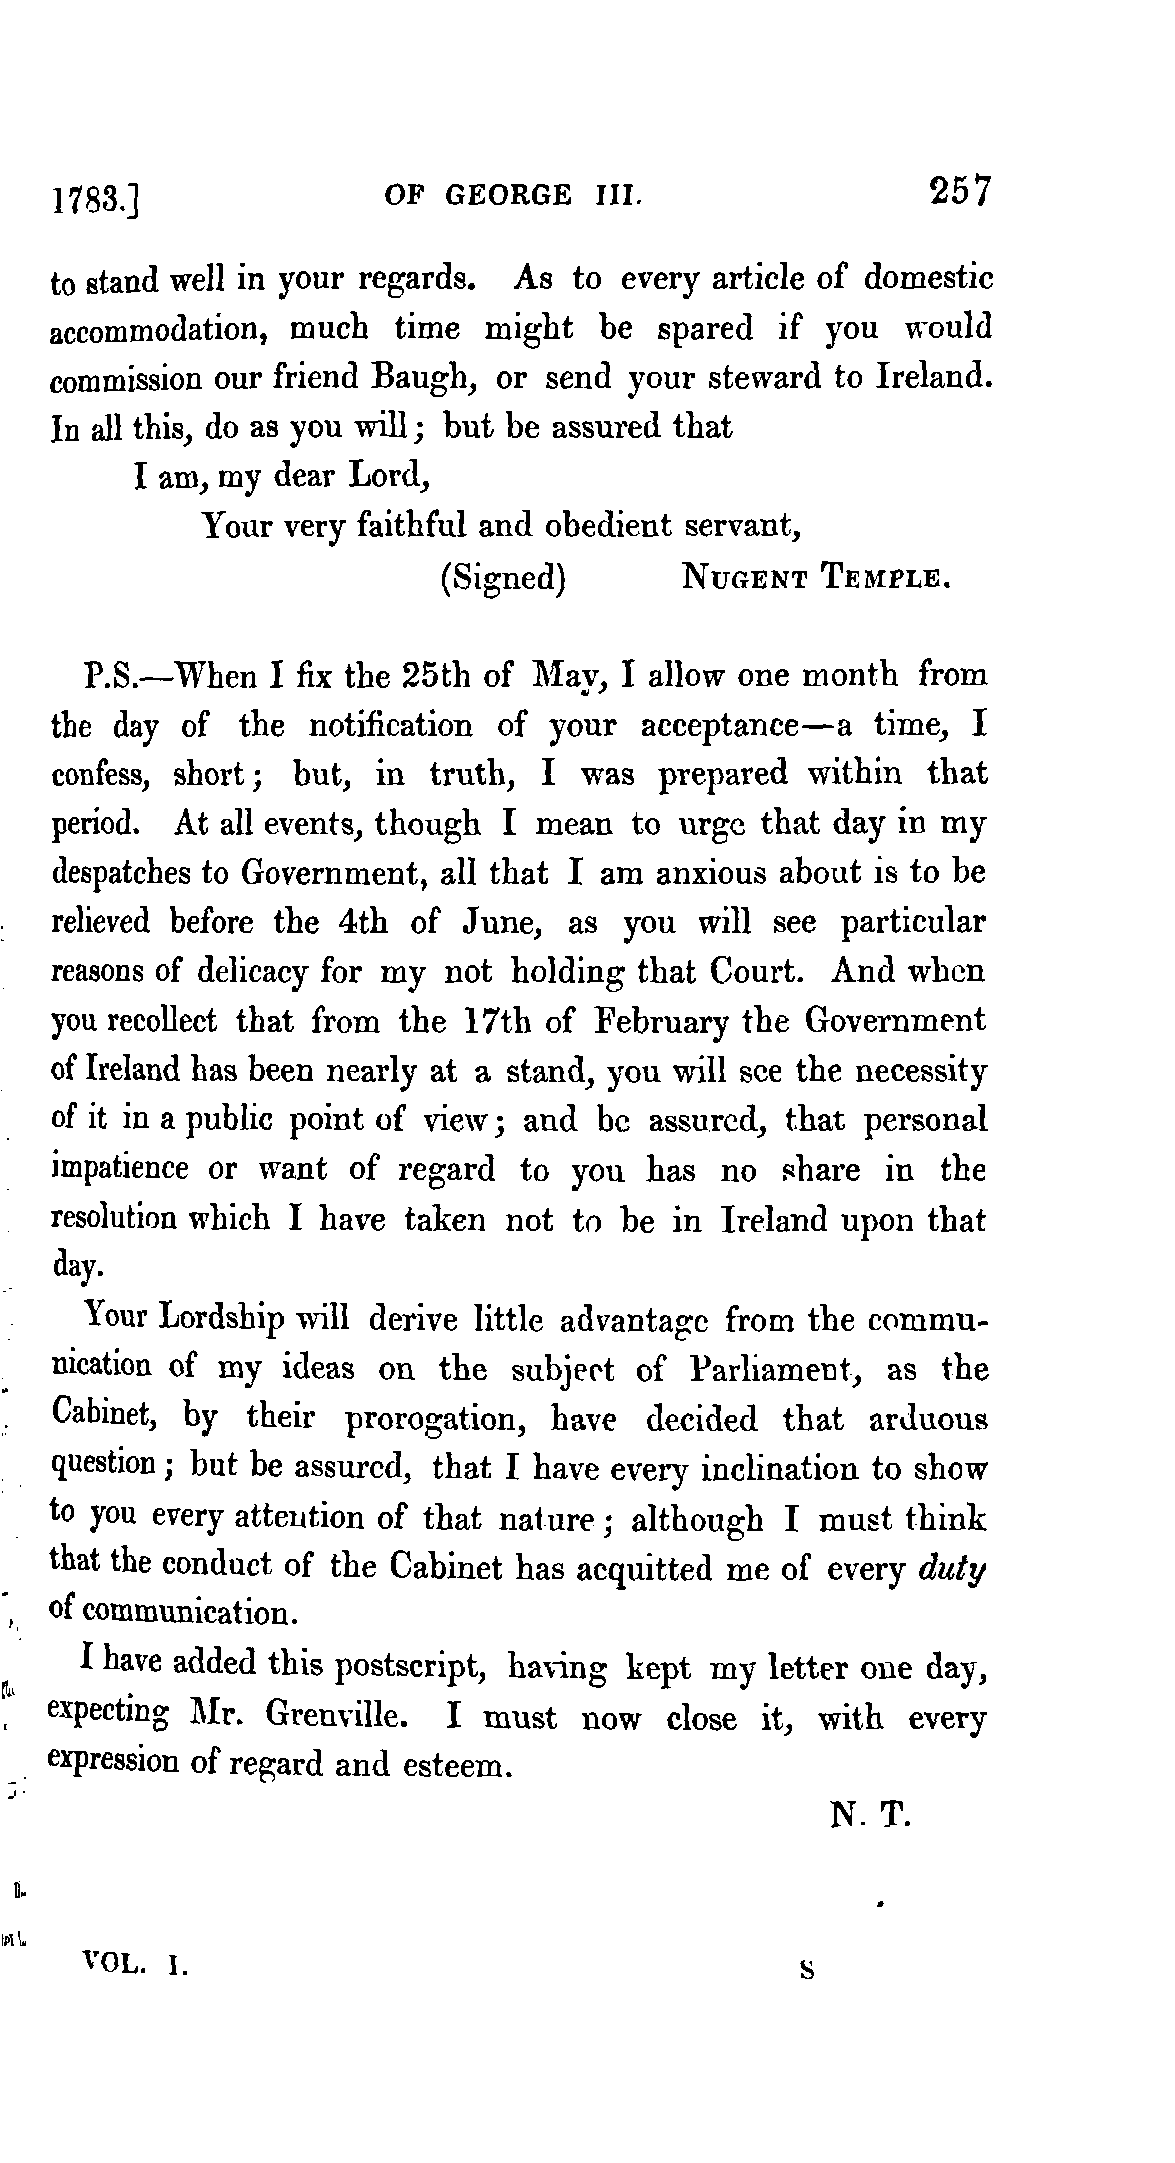 1783.] OF GEORGE III. 257
to stand well in your regards. As to every article of domestic
accommodation, much time might be spared if you would
commission our friend Baugh, or send your steward to Ireland.
In all this, do as you will; but be assured that
I am, my dear Lord,
Your very faithful and obedient servant,
(Signed) NUGENT TEMPLE.
P.S.—When I fix the 25th of May, I allow one month from
the day of the notification of your acceptance—a time, I
confess, short; but, in truth, I was prepared within that
period. At all events, though I mean to urge that day in my
despatches to Government, all that I am anxious about is to be
relieved before the 4th of June, as you will see particular
reasons of delicacy for my not holding that Court. And when
you recollect that from the 17th of February the Government
of Ireland has been nearly at a stand, you will see the necessity
of it in a public point of view; and be assured, that personal
impatience or want of regard to you has no share in the
resolution which I have taken not to be in Ireland upon that
day.
Your Lordship will derive little advantage from the commu-
nication of my ideas on the subject of Parliament, as the
Cabinet, by their prorogation, have decided that arduous
question; but be assured, that I have every inclination to show
to you every attention of that nature; although I must think
that the conduct of the Cabinet has acquitted me of every duty
of communication.
I have added this postscript, having kept my letter one day,
expecting Mr. Grenville. I must now close it, with every
expression of regard and esteem.
N. T.
VOL. I. S